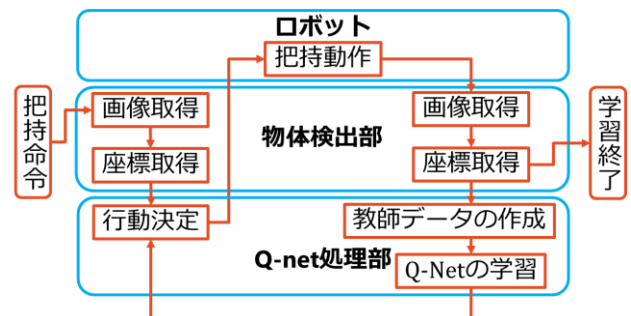 ロボット
把持動作
把持命令
画像取得
画像取得
学習終了
物体検出部
座標取得
座標取得
行動決定
教師データの作成
Q-net処理部
Q-Netの学習